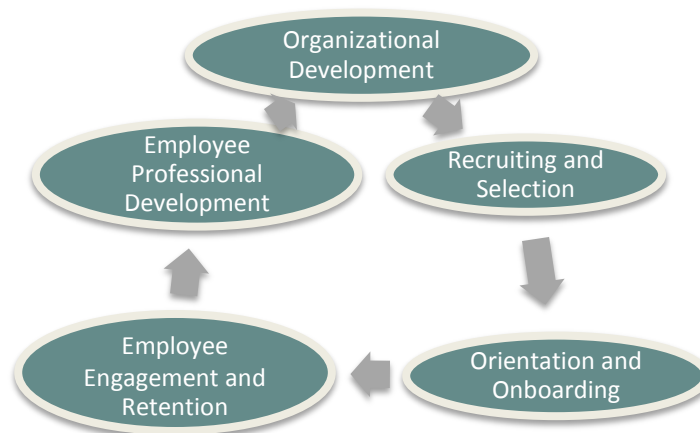 Organizational
Development
Recruiting and
Selection
Orientation and
Onboarding
Employee
Engagement and
Retention
Employee
Professional
Development